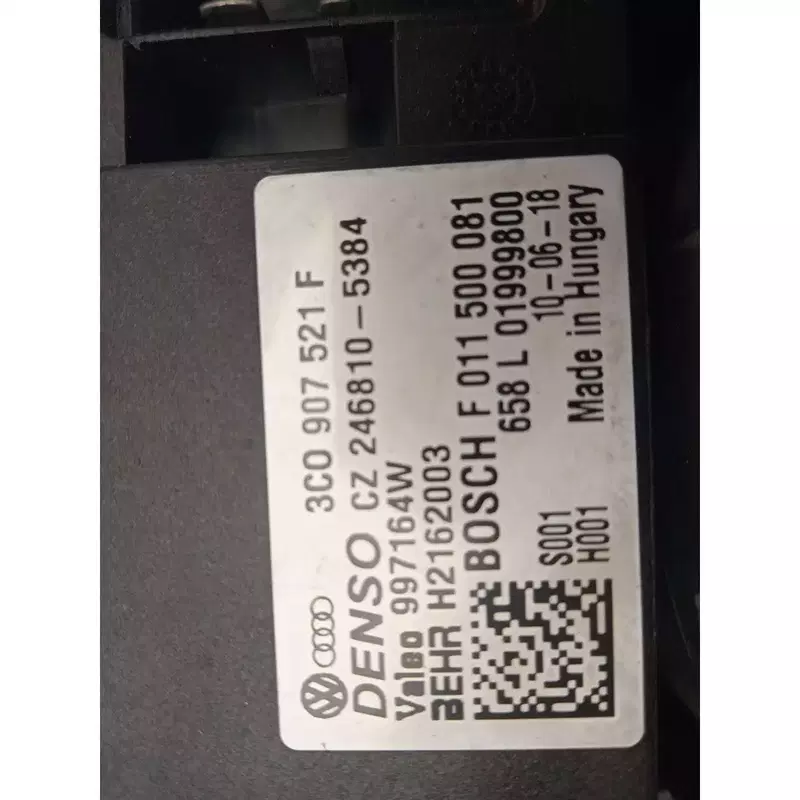 3C0 907 521 F
DENSO CZ 246810-5384
Valeo 997164W
BEHR H2162003
BOSCH F 011 500 081
658 L 01999800
S001 10-06-18
H001 Made in Hungary